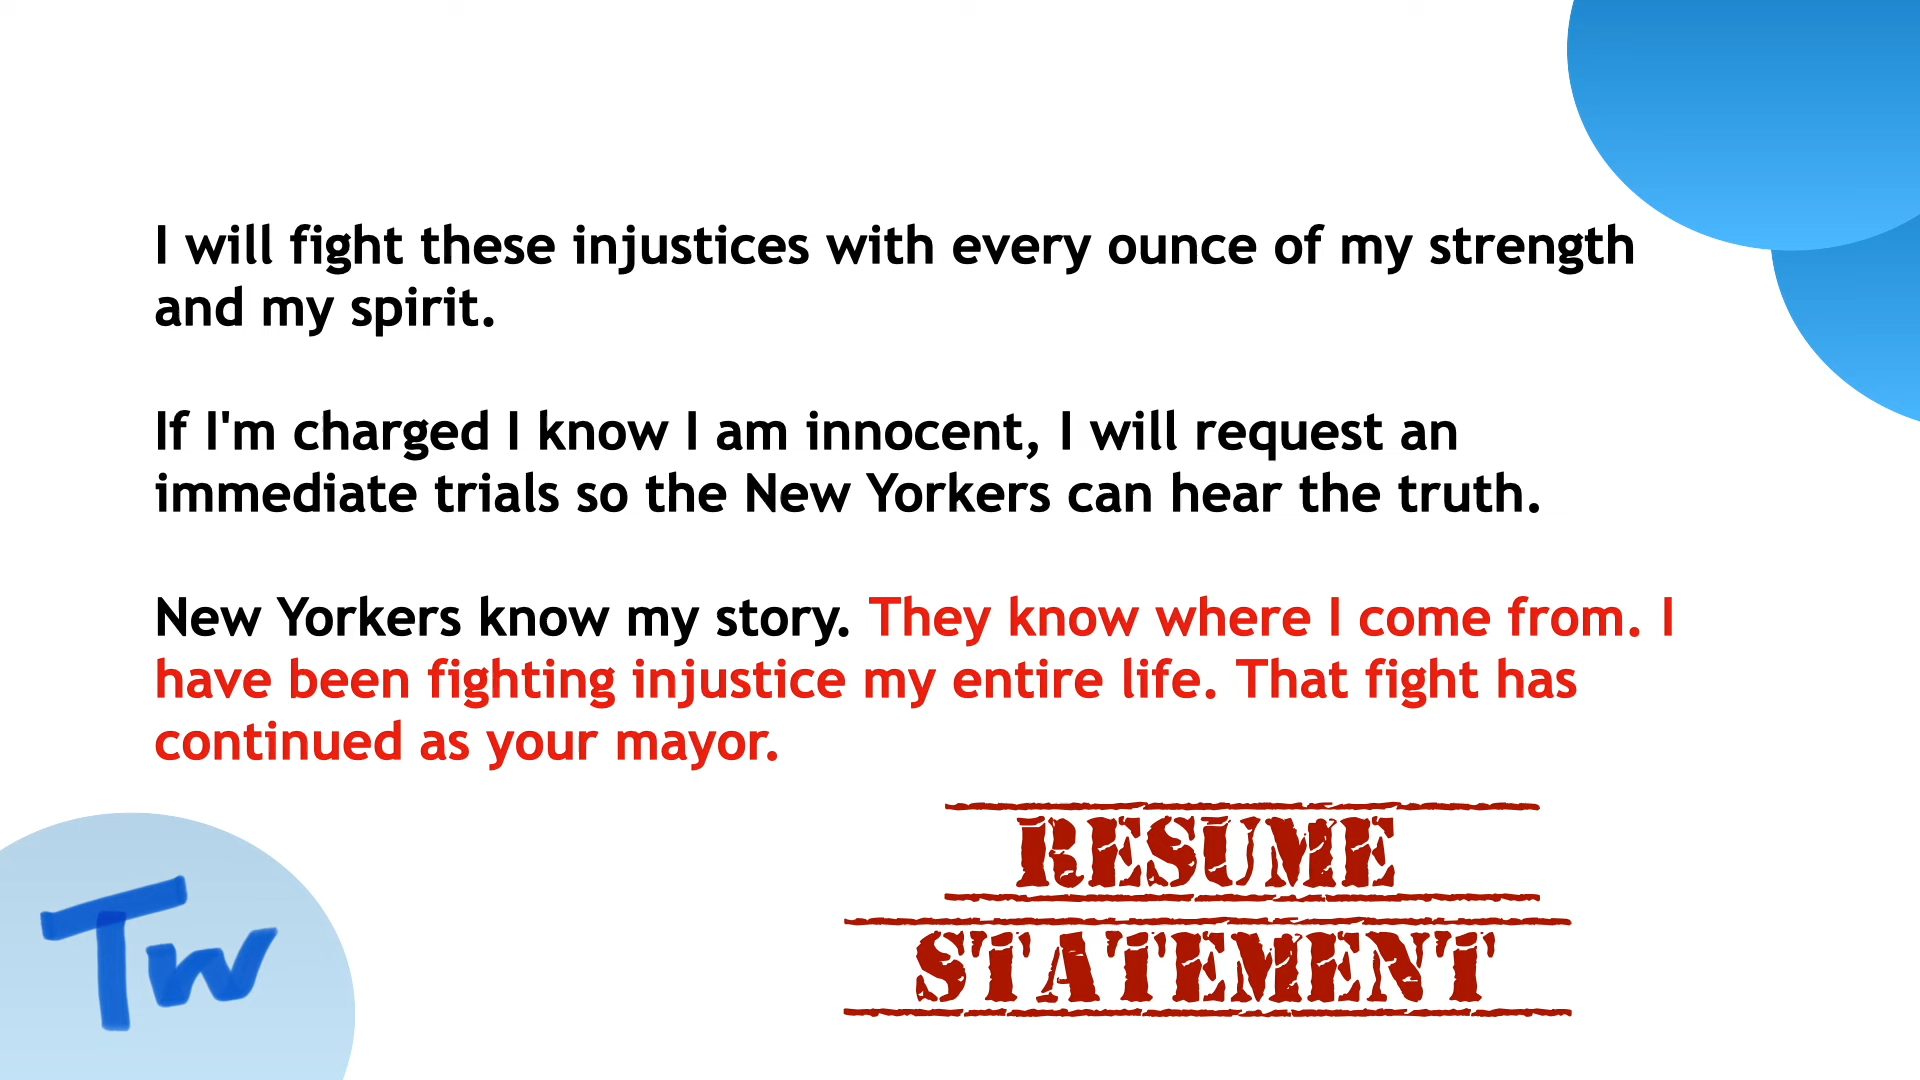 I will fight these injustices with every ounce of my strength
and my spirit.
If I'm charged I know I am innocent, I will request an
immediate trials so the New Yorkers can hear the truth.
New Yorkers know my story. They know where I come from. I
have been fighting injustice my entire life. That fight has
continued as your mayor.
RESUME
STATEMENT
Tw